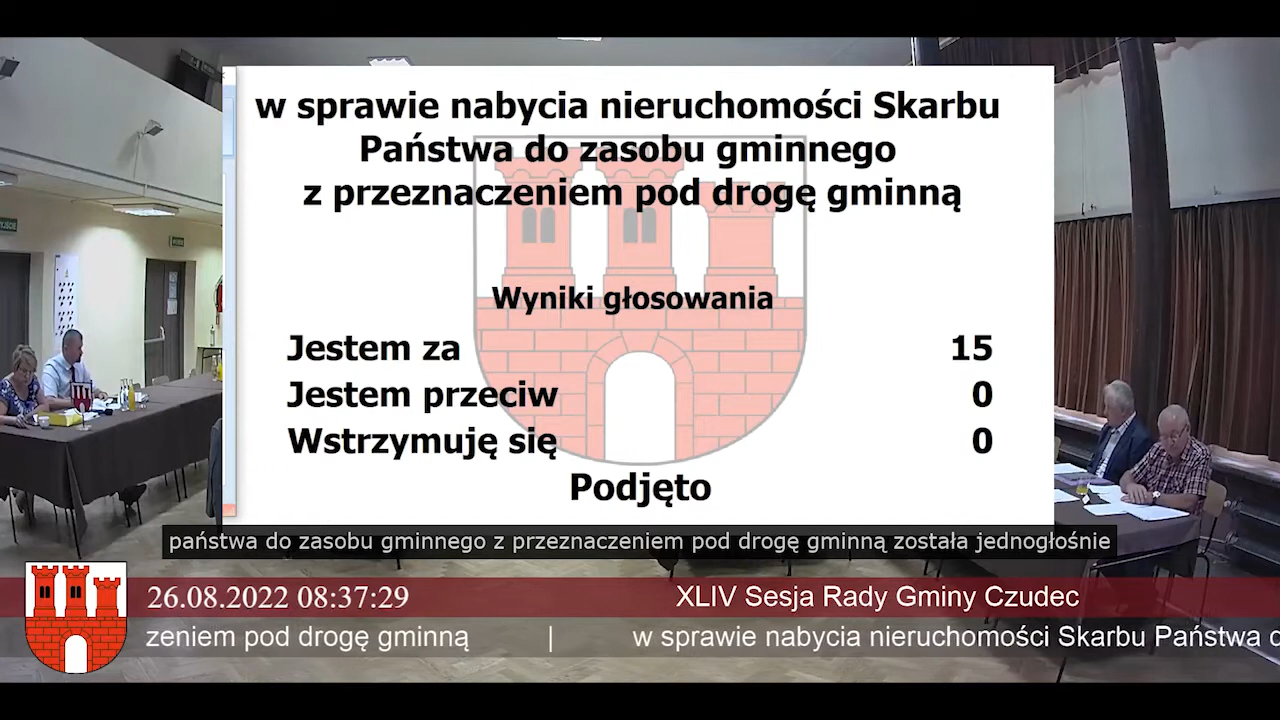 w sprawie nabycia nieruchomości Skarbu
Państwa do zasobu gminnego
z przeznaczeniem pod drogę gminną
Wyniki głosowania
Jestem za 15
Jestem przeciw 0
Wstrzymuję się 0
Podjęto
państwa do zasobu gminnego z przeznaczeniem pod drogę gminną została jednogłośnie
26.08.2022 08:37:29 XLIV Sesja Rady Gminy Czudec
zeniem pod drogę gminną | w sprawie nabycia nieruchomości Skarbu Państwa